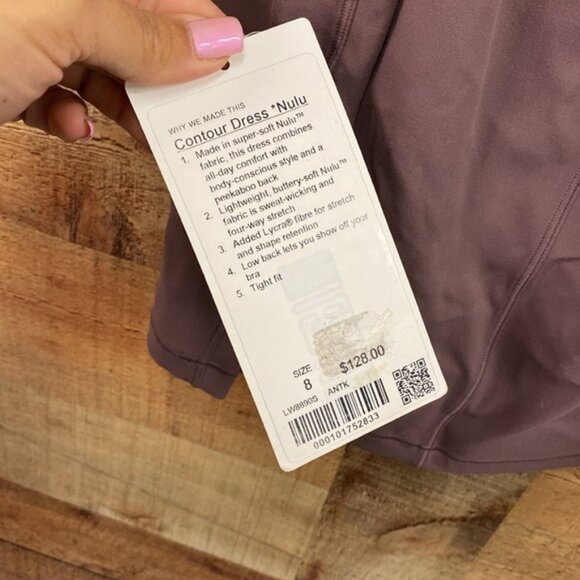 WHY WE MADE THIS
Contour Dress *Nulu
1. Made in super-soft Nulu™
fabric, this dress combines
all-day comfort with
body-conscious style and a
peekaboo back
2. Lightweight, buttery-soft Nulu™
fabric is sweat-wicking and
four-way stretch
3. Added Lycra® fibre for stretch
and shape retention
4. Low back lets you show off your
bra
5. Tight fit
SIZE
8
$128.00
LW8890S ANTK
000101752833